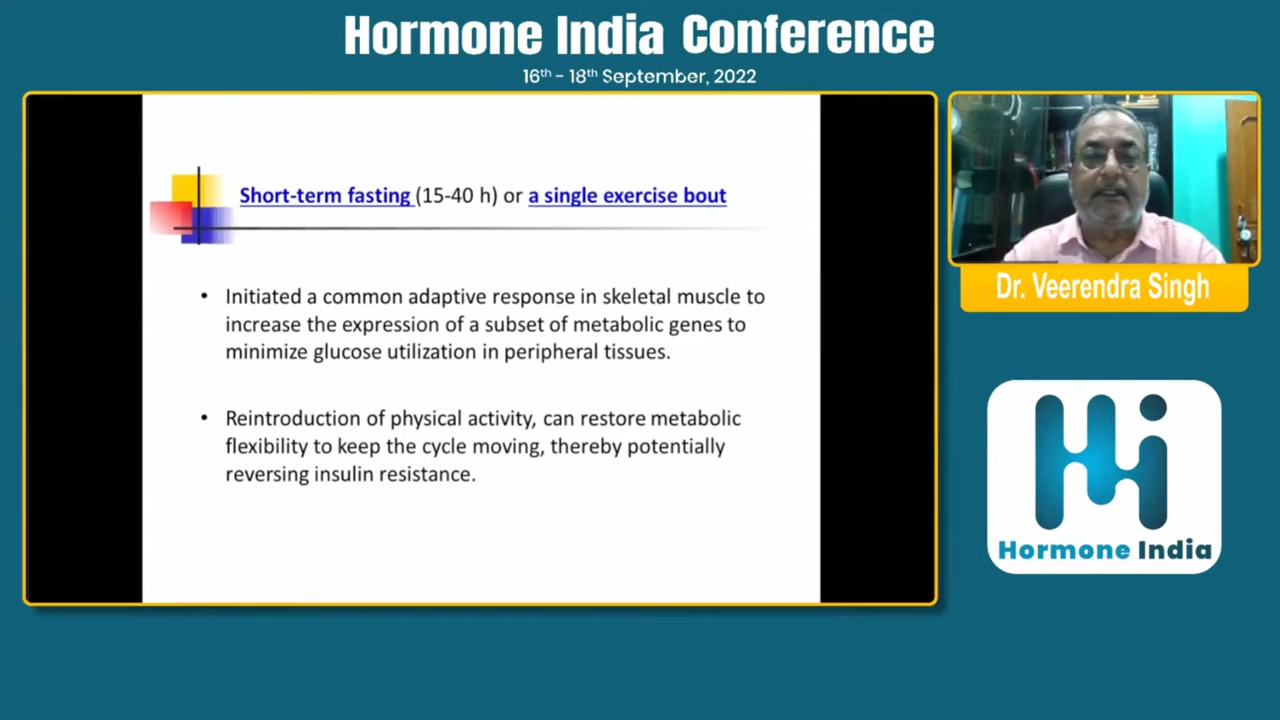 Hormone India Conference
16th - 18th September, 2022
Short-term fasting (15-40 h) or a single exercise bout
• Initiated a common adaptive response in skeletal muscle to
increase the expression of a subset of metabolic genes to
minimize glucose utilization in peripheral tissues.
• Reintroduction of physical activity, can restore metabolic
flexibility to keep the cycle moving, thereby potentially
reversing insulin resistance.
Dr. Veerendra Singh
Hormone India